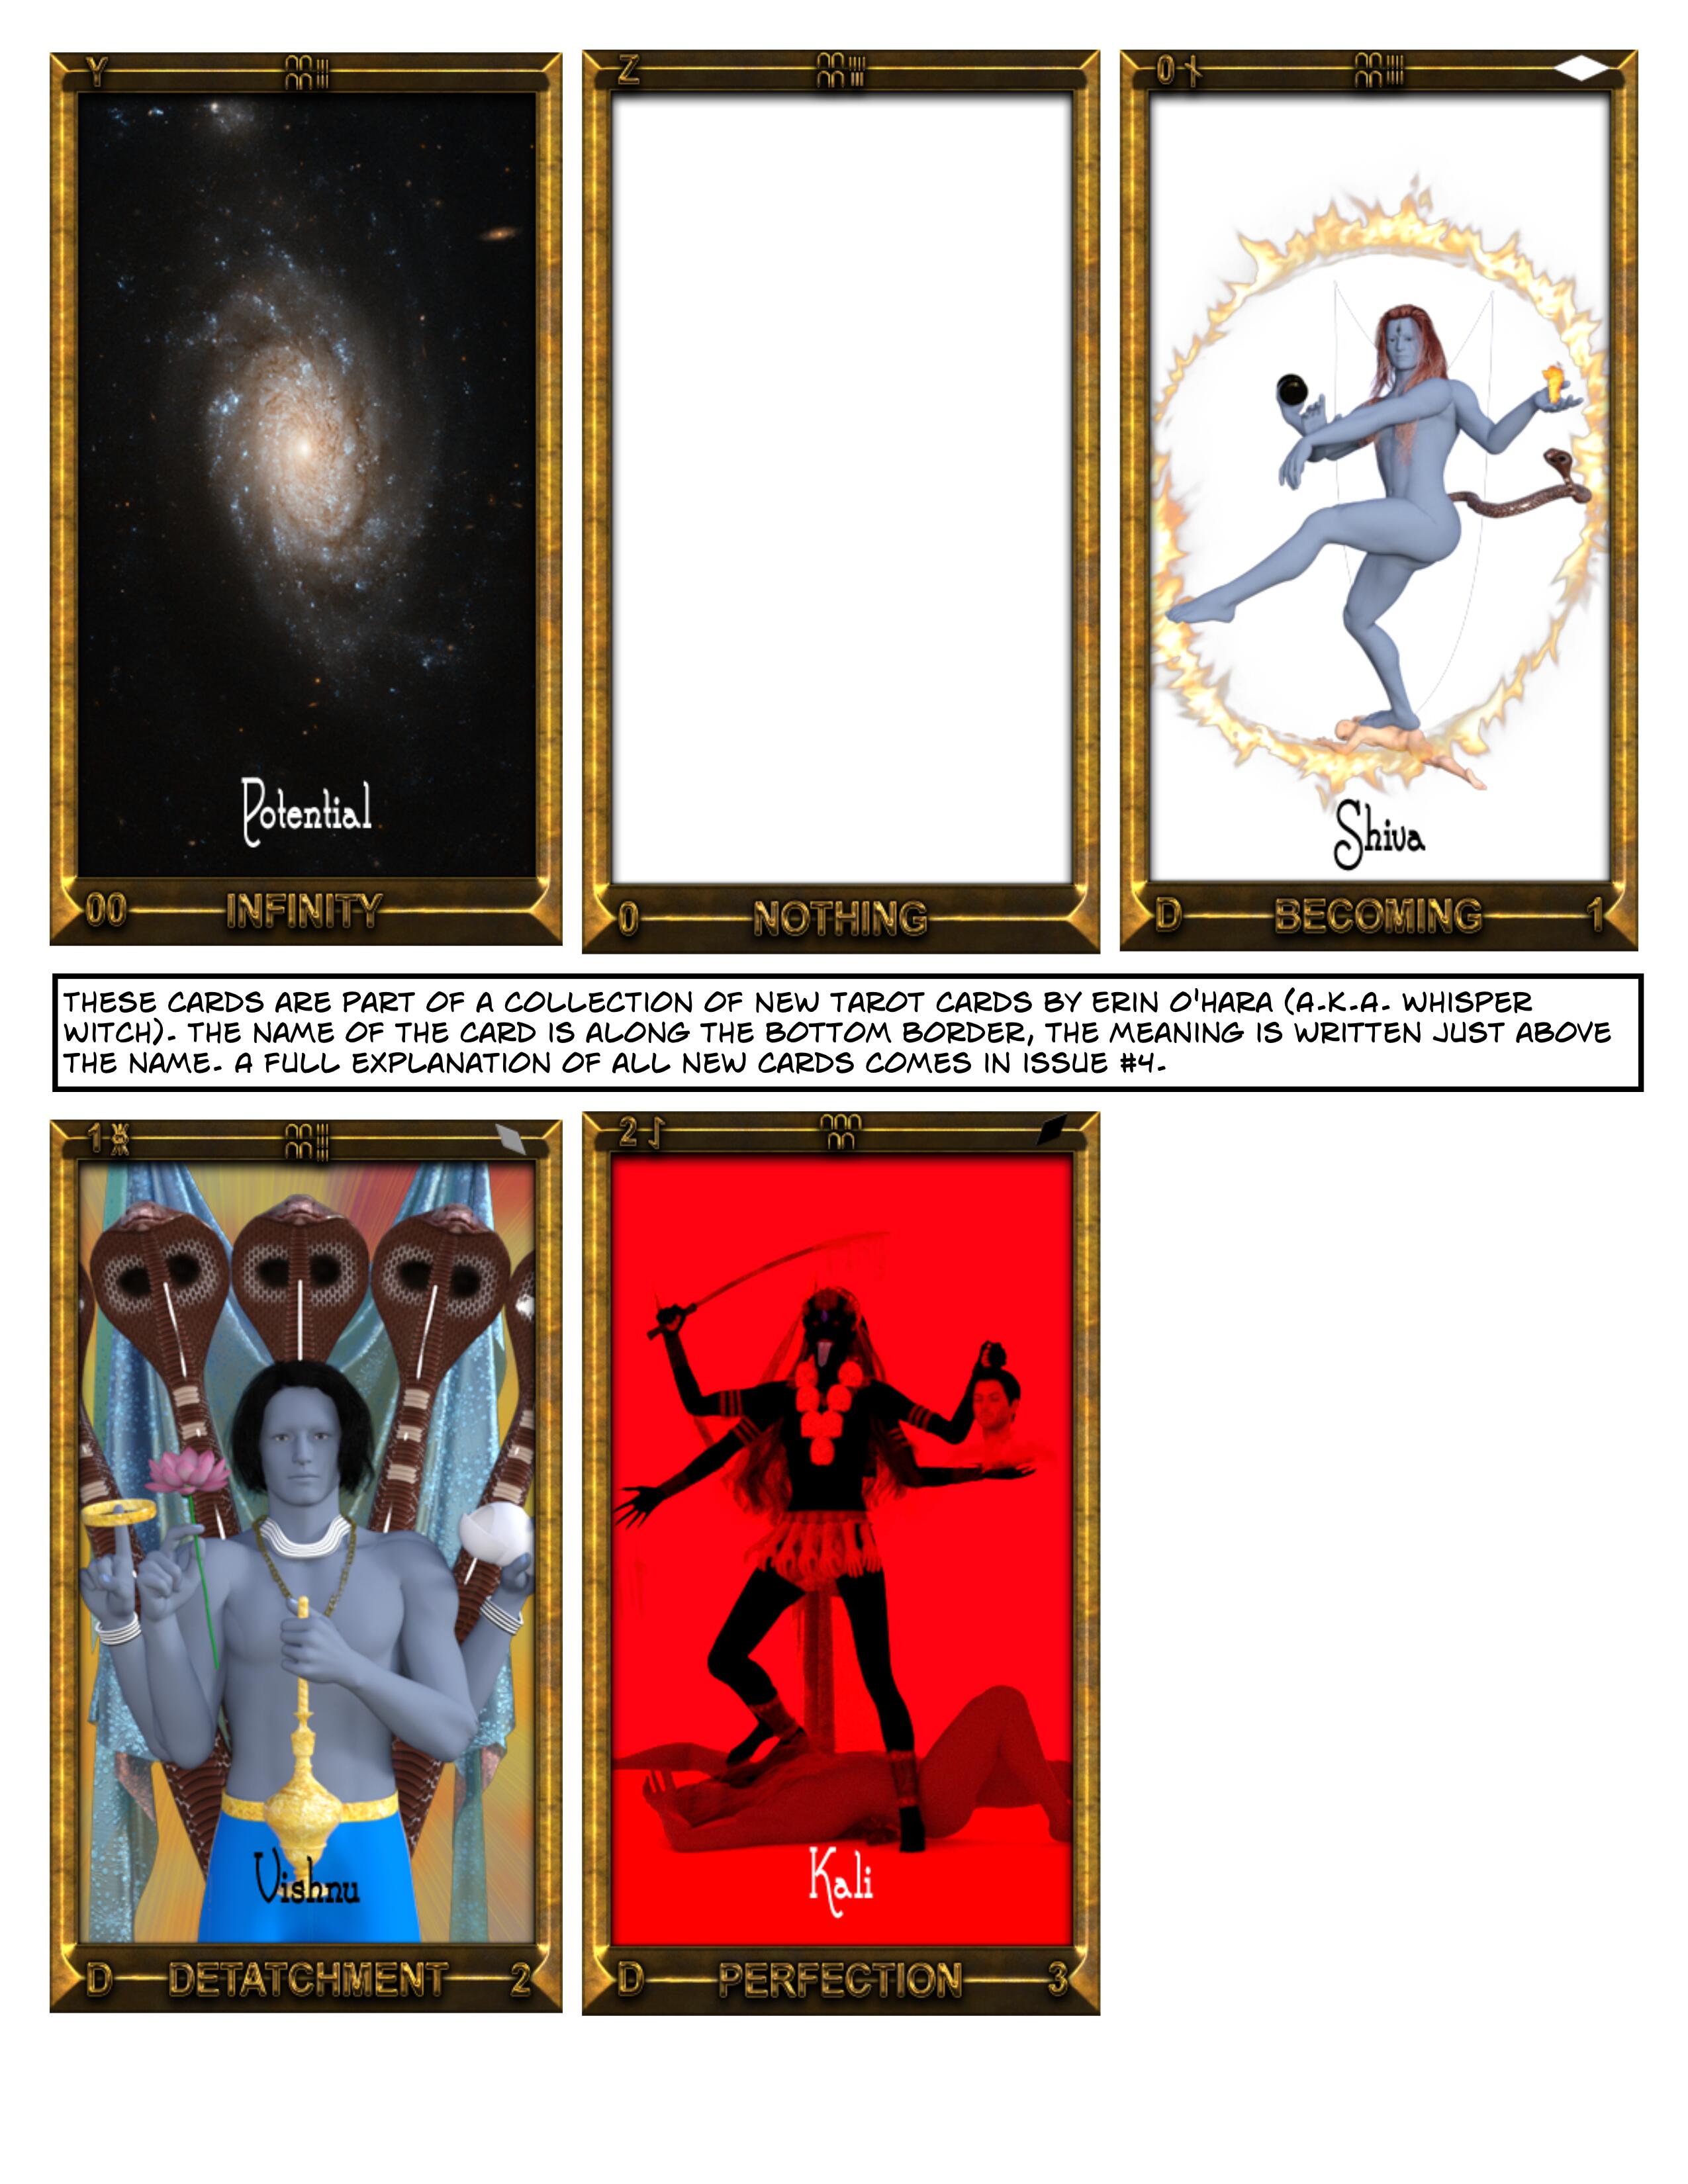 Y
Potential
00 INFINITY
Z
0 NOTHING
0
Shiva
D BECOMING 1
THESE CARDS ARE PART OF A COLLECTION OF NEW TAROT CARDS BY ERIN O'HARA (A.K.A. WHISPER
WITCH). THE NAME OF THE CARD IS ALONG THE BOTTOM BORDER, THE MEANING IS WRITTEN JUST ABOVE
THE NAME. A FULL EXPLANATION OF ALL NEW CARDS COMES IN ISSUE #4.
1
Vishnu
D DETATCHMENT 2
2
Kali
D PERFECTION 3